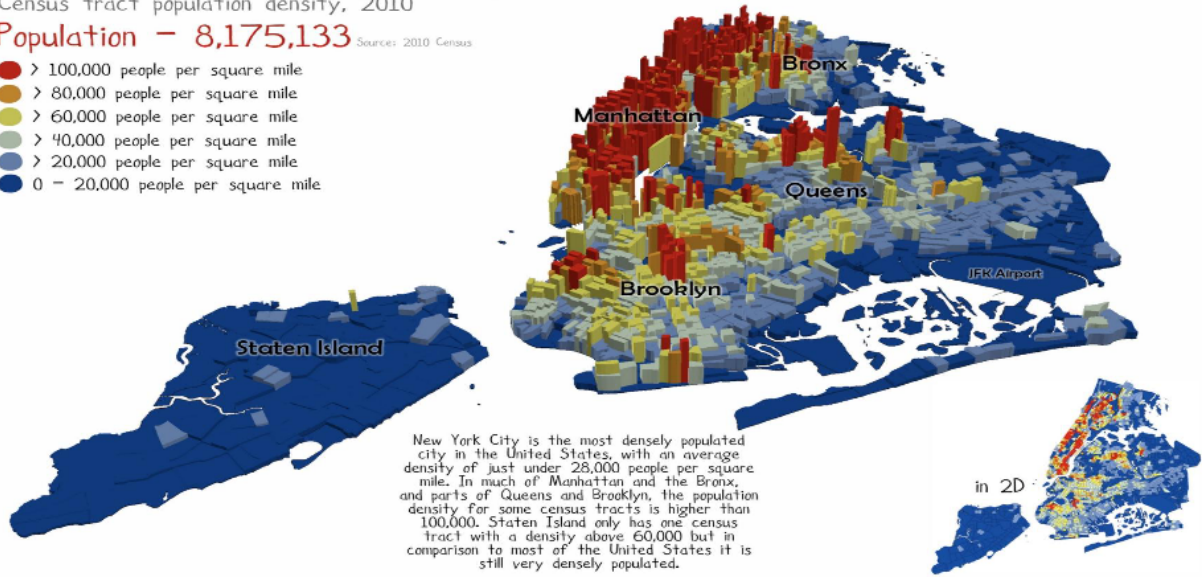 Census tract population density, 2010
Population - 8,175,133 Source: 2010 Census
> 100,000 people per square mile
> 80,000 people per square mile
> 60,000 people per square mile
> 40,000 people per square mile
> 20,000 people per square mile
0 - 20,000 people per square mile
Bronx
Manhattan
Queens
JFK Airport
Brooklyn
Staten Island
New York City is the most densely populated
city in the United States, with an average
density of just under 28,000 people per square
mile. In much of Manhattan and the Bronx,
and parts of Queens and Brooklyn, the population
density for some census tracts is higher than
100,000. Staten Island only has one census
tract with a density above 60,000 but in
comparison to most of the United States it is
still very densely populated.
in 2D